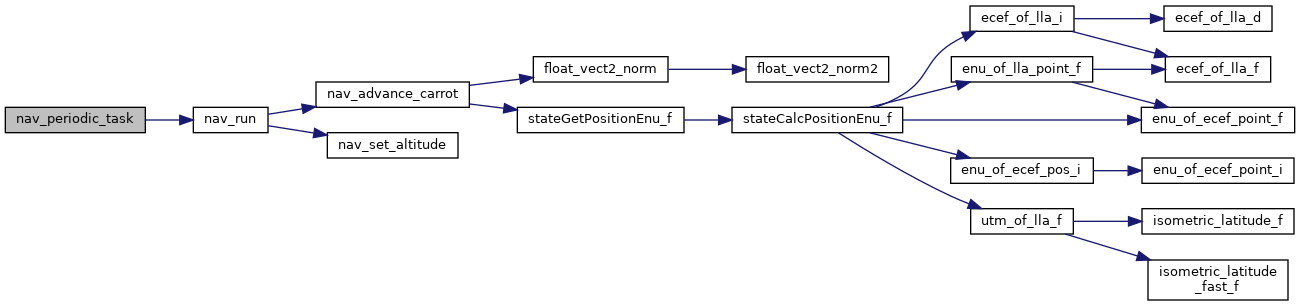 nav_periodic_task
nav_run
nav_advance_carrot
nav_set_altitude
float_vect2_norm
stateGetPositionEnu_f
float_vect2_norm2
stateCalcPositionEnu_f
ecef_of_lla_i
enu_of_lla_point_f
enu_of_ecef_pos_i
utm_of_lla_f
ecef_of_lla_d
ecef_of_lla_f
enu_of_ecef_point_f
enu_of_ecef_point_i
isometric_latitude_f
isometric_latitude
_fast_f